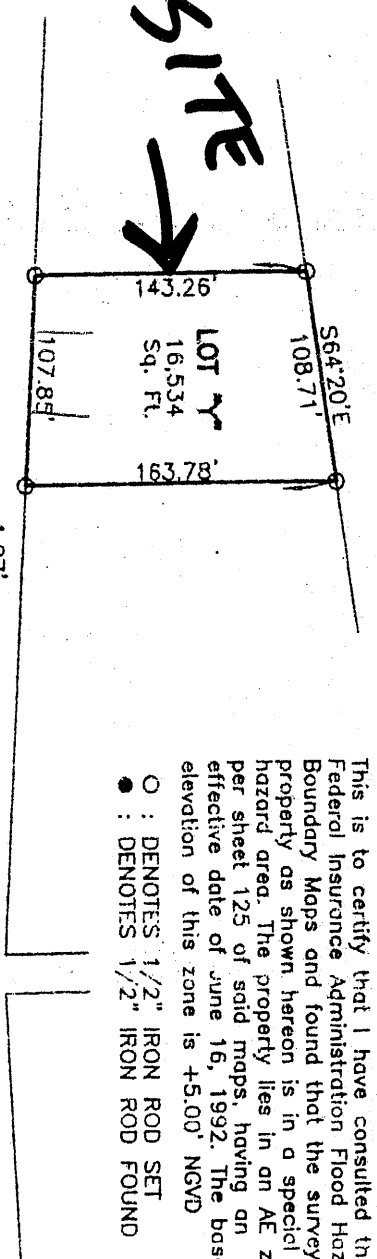 SITE
S64°20'E
108.71'
143.26'
LOT "Y"
16,534
Sq. Ft.
163.78'
107.85'
This is to certify that I have consulted
Federal Insurance Administration Flood
Boundary Maps and found that the survey
property as shown hereon is in a special
hazard area. The property lies in an AE
per sheet 125 of said maps, having an
effective date of June 16, 1992. The
elevation of this zone is +5.00' NGVD
O : DENOTES 1/2" IRON ROD SET
● : DENOTES 1/2" IRON ROD FOUND